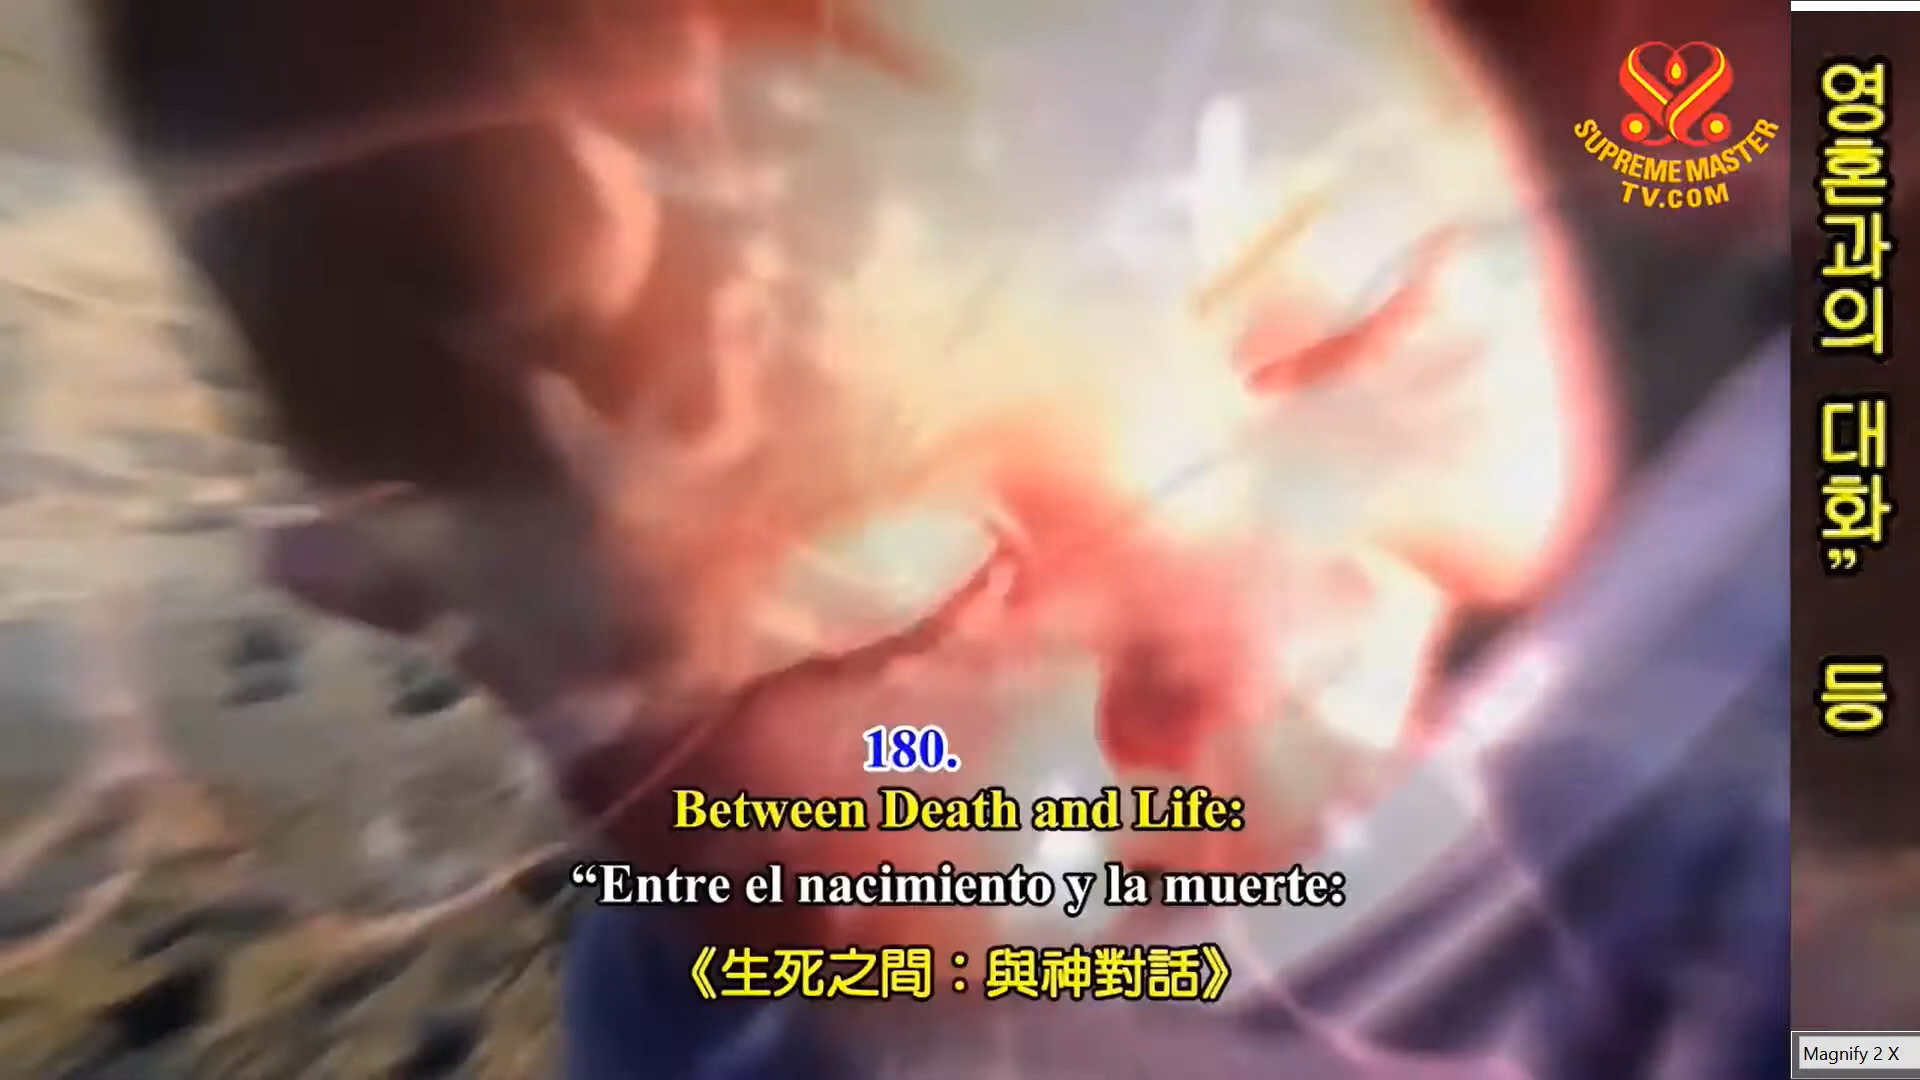 SUPREME MASTER
TV.COM
180.
Between Death and Life:
“Entre el nacimiento y la muerte:
《生死之間：與神對話》
영혼과의 대화” 등
Magnify 2 X